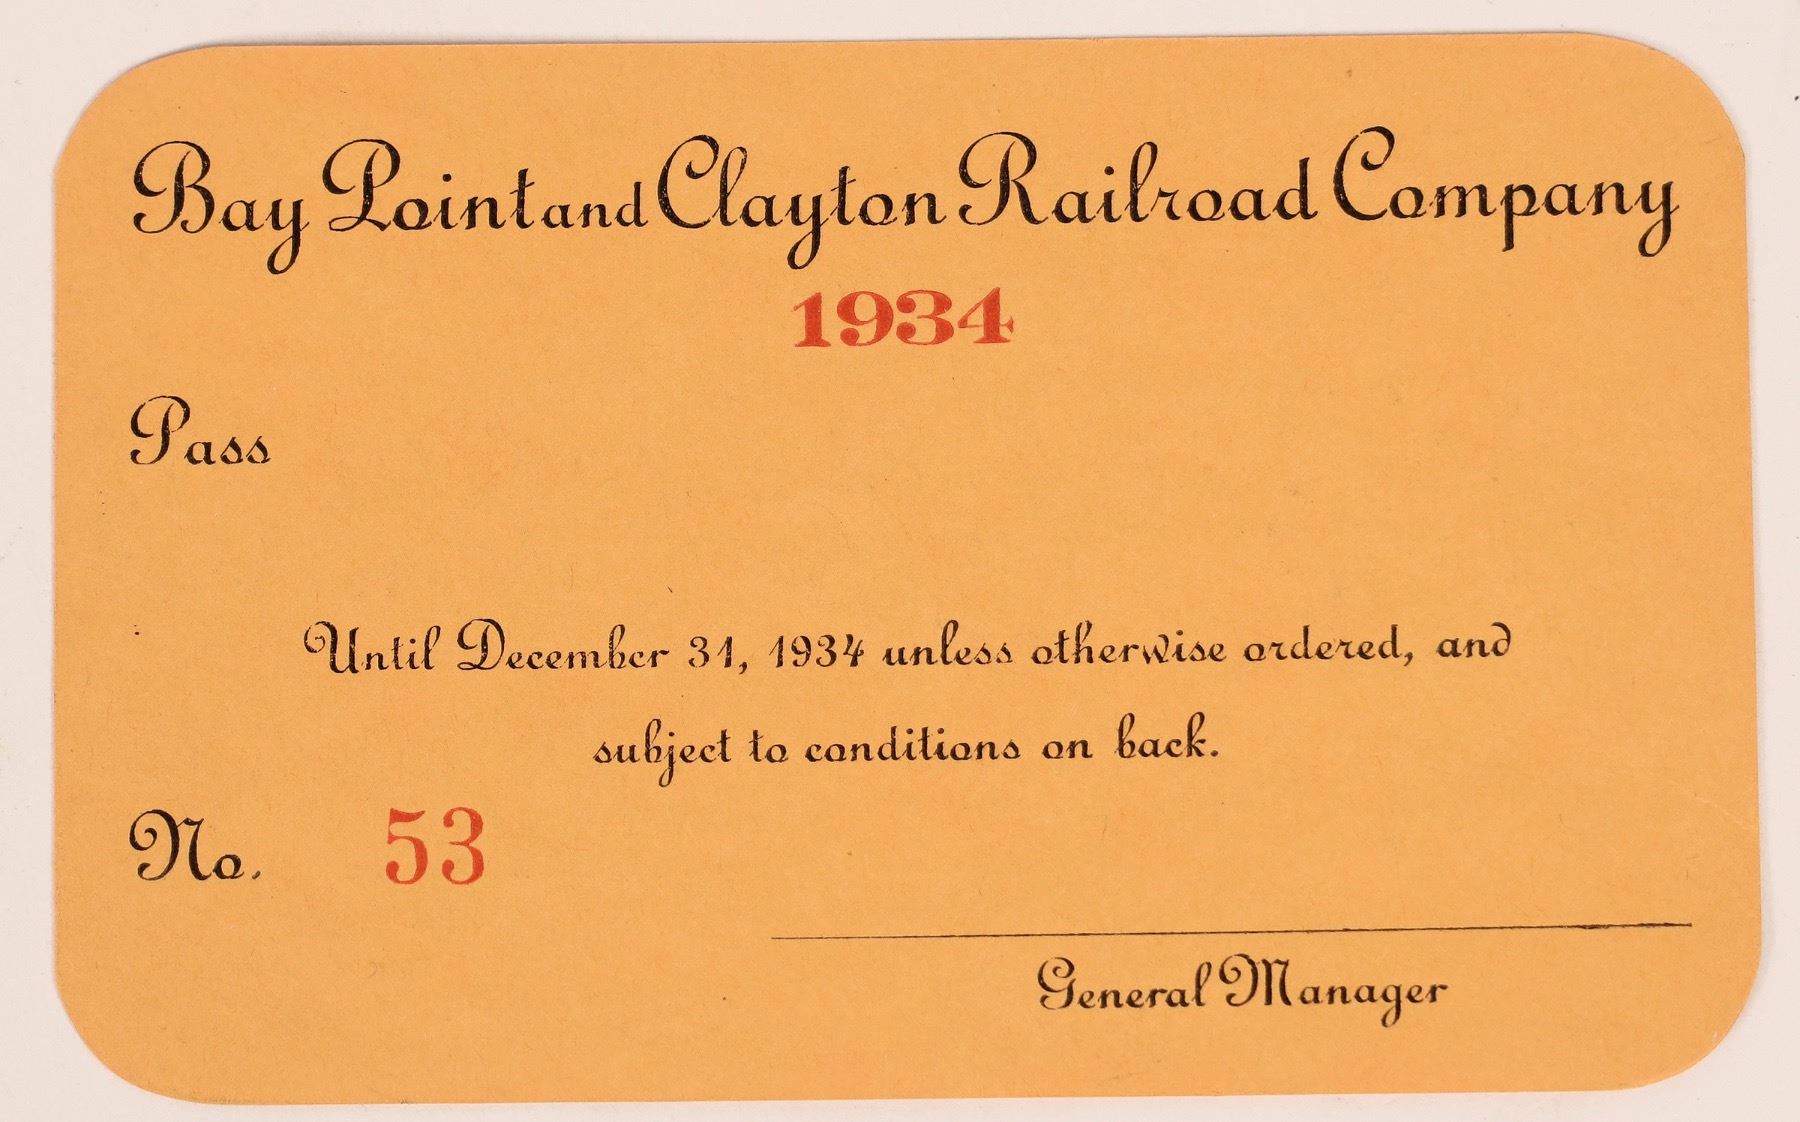 Bay Point and Clayton Railroad Company
1934
Pass
Until December 31, 1934 unless otherwise ordered, and
subject to conditions on back.
No. 53
General Manager